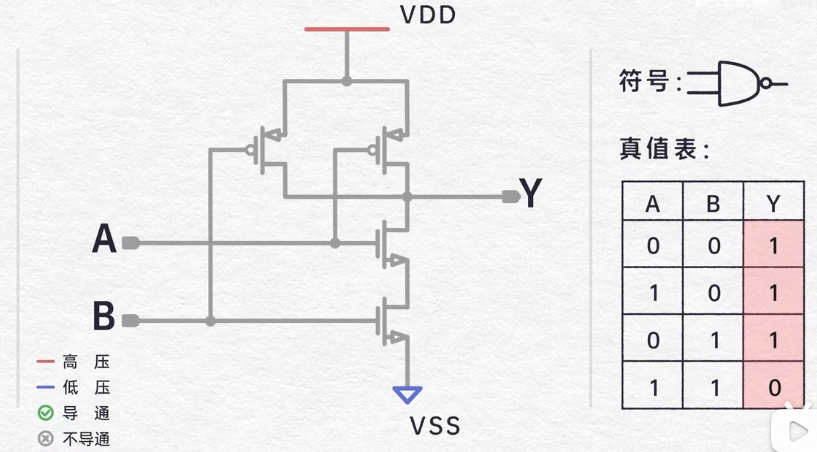 VDD
符号:
真值表:
Y
A B Y
0 0 1
1 0 1
0 1 1
1 1 0
A
B
高 压
低 压
导 通
不导通
VSS